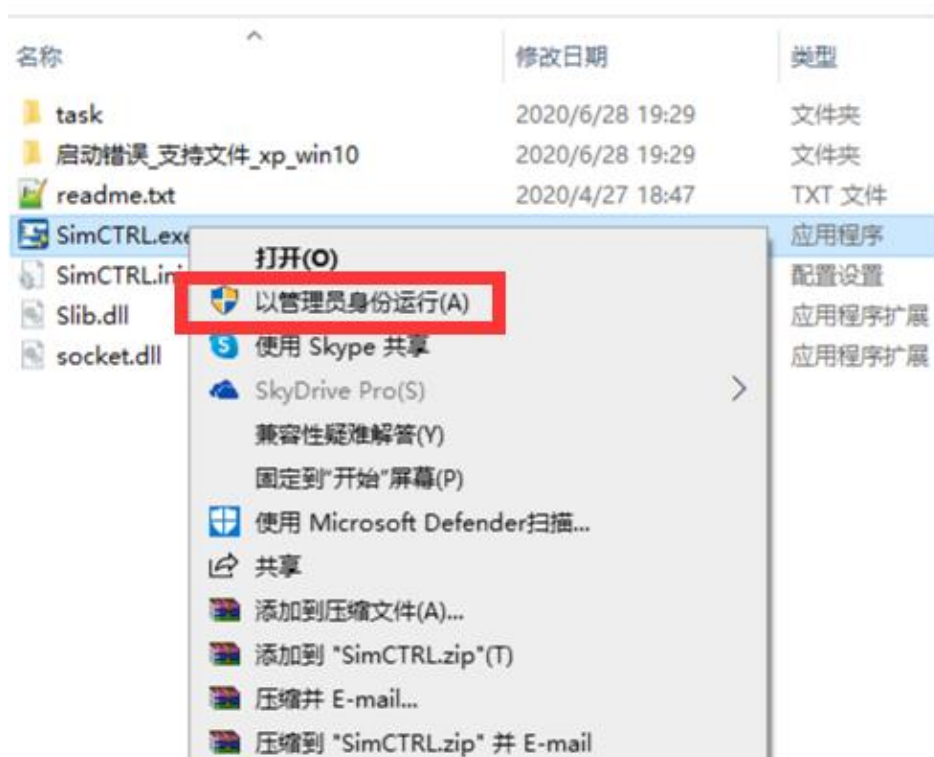 名称 修改日期 类型
task 2020/6/28 19:29 文件夹
启动错误_支持文件_xp_win10 2020/6/28 19:29 文件夹
readme.txt 2020/4/27 18:47 TXT 文件
SimCTRL.exe 应用程序
打开(O)
SimCTRL.ini 配置设置
以管理员身份运行(A)
Slib.dll 应用程序扩展
使用 Skype 共享
socket.dll 应用程序扩展
SkyDrive Pro(S)
兼容性疑难解答(Y)
固定到"开始"屏幕(P)
使用 Microsoft Defender扫描...
共享
添加到压缩文件(A)...
添加到 "SimCTRL.zip"(T)
压缩并 E-mail...
压缩到 "SimCTRL.zip" 并 E-mail